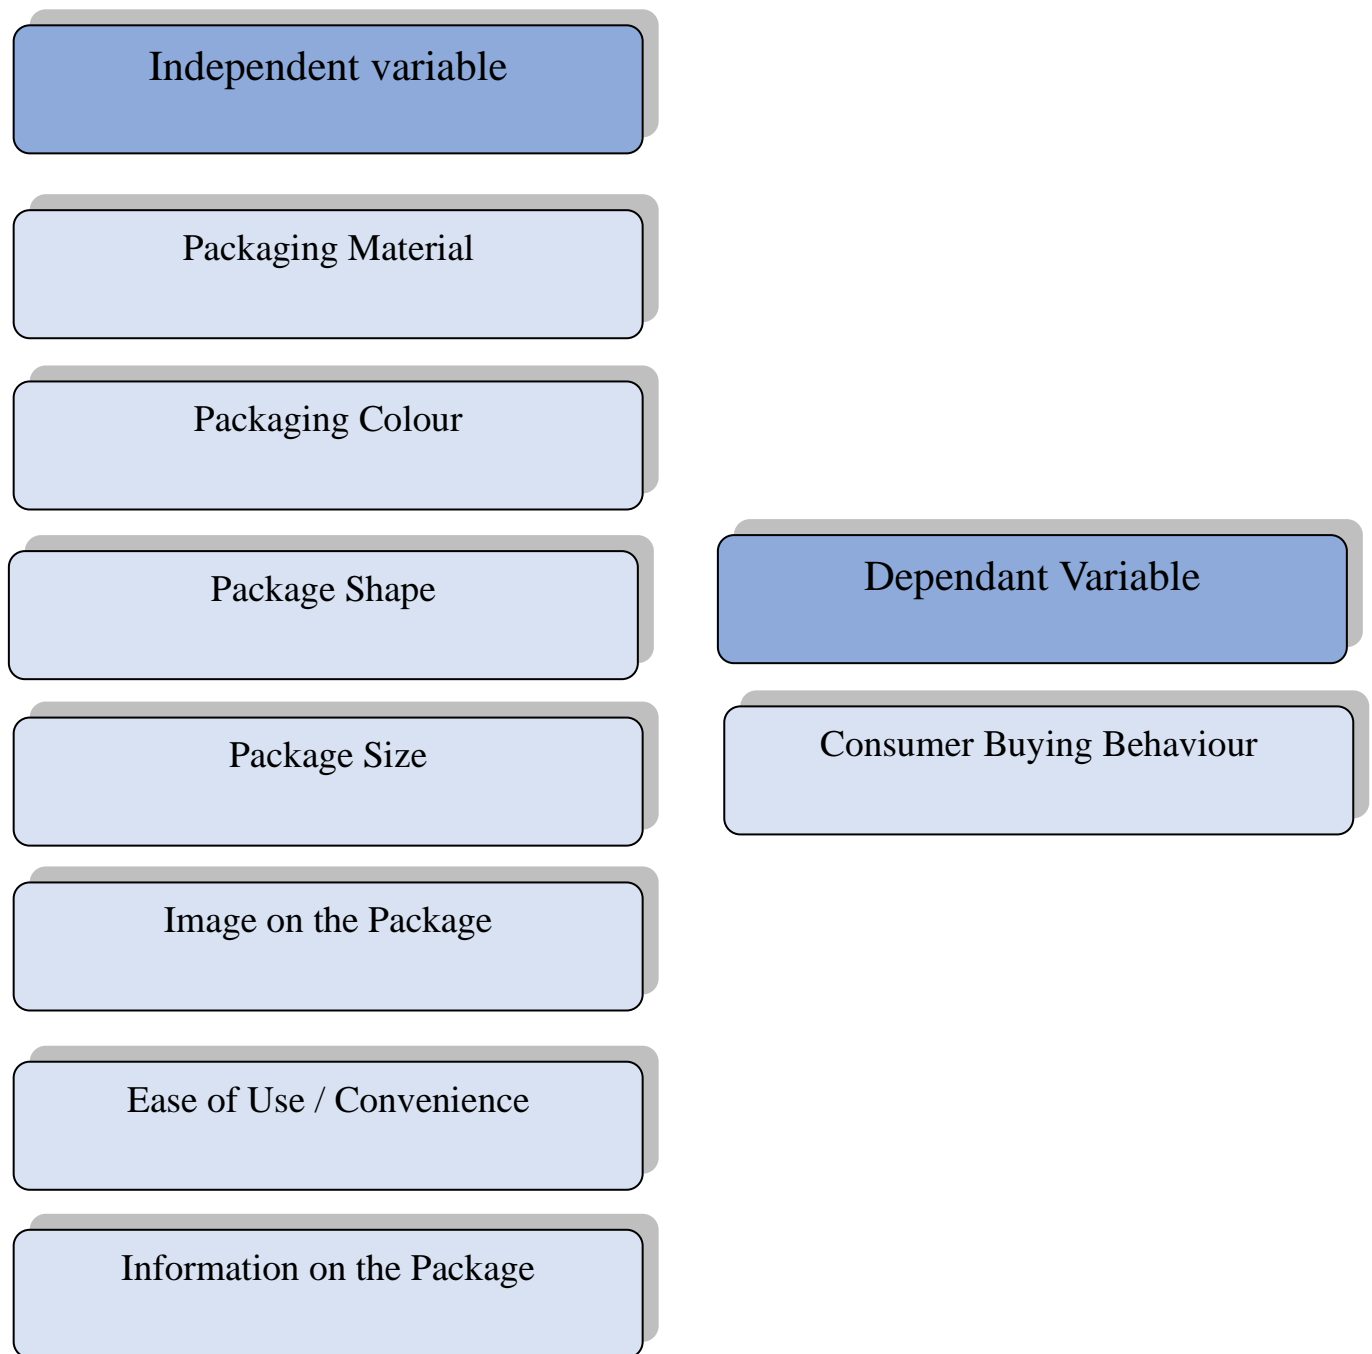 Independent variable
Packaging Material
Packaging Colour
Package Shape
Package Size
Image on the Package
Ease of Use / Convenience
Information on the Package
Dependant Variable
Consumer Buying Behaviour